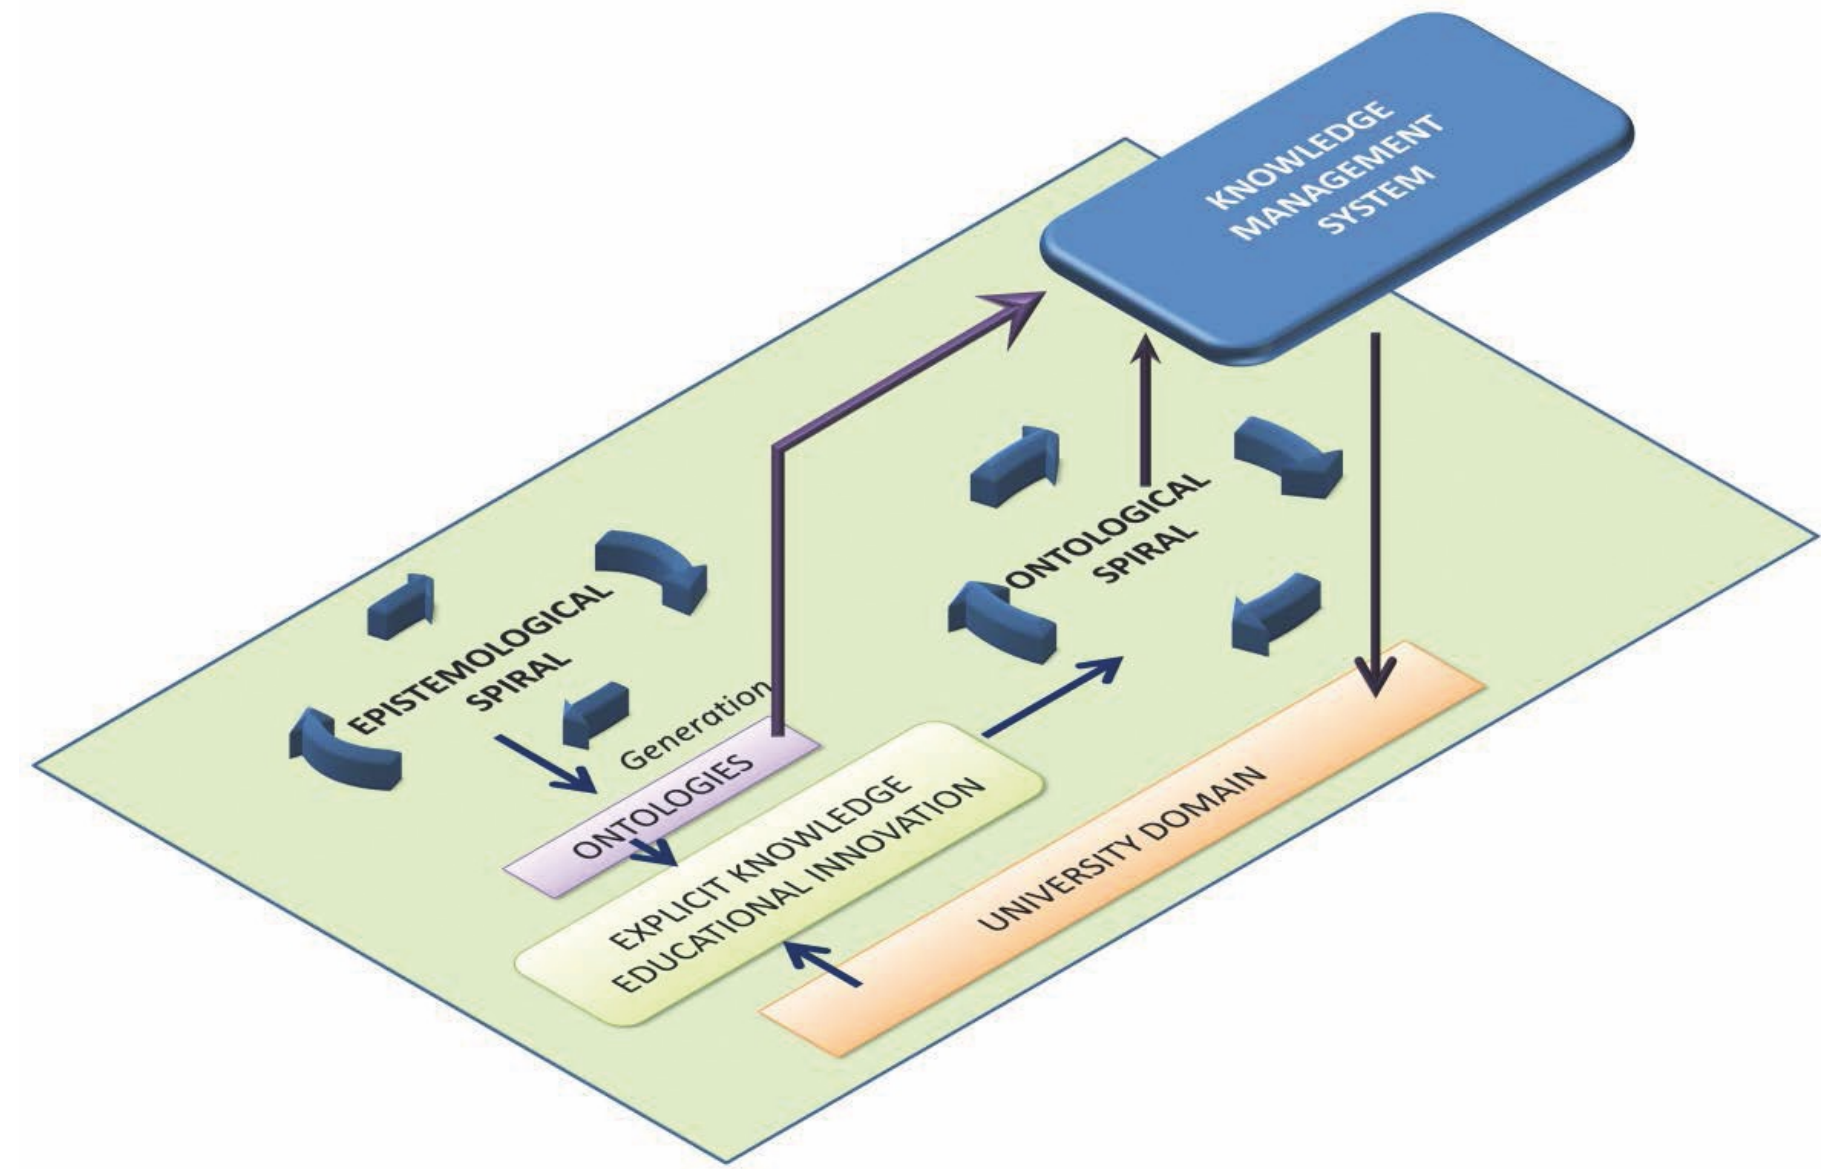 KNOWLEDGE
MANAGEMENT
SYSTEM
ONTOLOGICAL
SPIRAL
EPISTEMOLOGICAL
SPIRAL
Generation
ONTOLOGIES
EXPLICIT KNOWLEDGE
EDUCATIONAL INNOVATION
UNIVERSITY DOMAIN